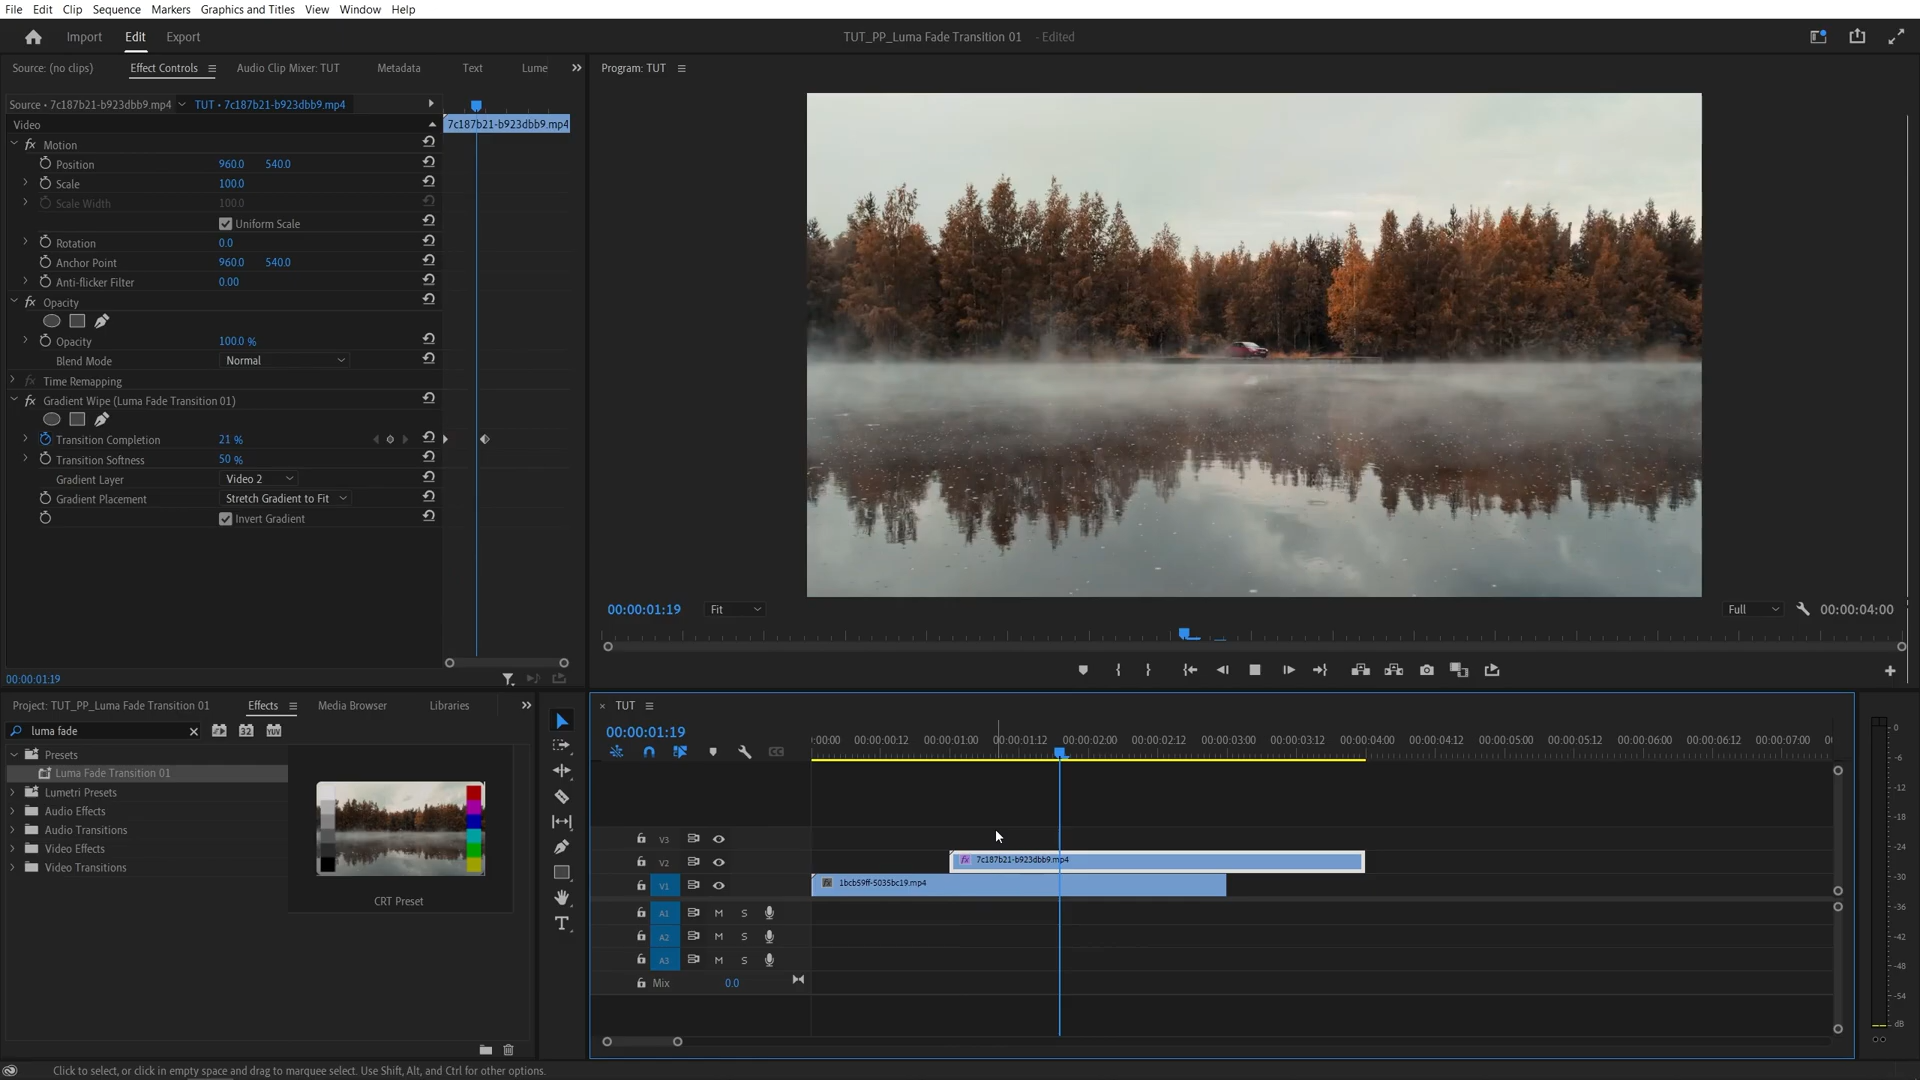 File Edit Clip Sequence Markers Graphics and Titles View Window Help
Import Edit Export TUT_PP_Luma Fade Transition 01 - Edited
Source: (no clips) Effect Controls Audio Clip Mixer: TUT Metadata Text Lume
Program: TUT
Source • 7c187b21-b923dbb9.mp4 TUT • 7c187b21-b923dbb9.mp4
Video 7c187b21-b923dbb9.mp4
fx Motion
Position 960.0 540.0
Scale 100.0
Scale Width 100.0
Uniform Scale
Rotation 0.0
Anchor Point 960.0 540.0
Anti-flicker Filter 0.00
fx Opacity
Opacity 100.0 %
Blend Mode Normal
fx Time Remapping
fx Gradient Wipe (Luma Fade Transition 01)
Transition Completion 21 %
Transition Softness 50 %
Gradient Layer Video 2
Gradient Placement Stretch Gradient to Fit
Invert Gradient
00:00:01:19
00:00:01:19 Fit Full 00:00:04:00
Project: TUT_PP_Luma Fade Transition 01 Effects Media Browser Libraries
luma fade 32 YUV
Presets
Luma Fade Transition 01
Lumetri Presets
Audio Effects
Audio Transitions
Video Effects
Video Transitions
CRT Preset
× TUT
00:00:01:19
:00:00 00:00:00:12 00:00:01:00 00:00:01:12 00:00:02:00 00:00:02:12 00:00:03:00 00:00:03:12 00:00:04:00 00:00:04:12 00:00:05:00 00:00:05:12 00:00:06:00 00:00:06:12 00:00:07:00
V3
V2 fx 7c187b21-b923dbb9.mp4
V1 fx 1bcb59ff-5035bc19.mp4
A1 M S
A2 M S
A3 M S
Mix 0.0
0
-6
-12
-18
-24
-30
-36
-42
-48
-54
dB
Click to select, or click in empty space and drag to marquee select. Use Shift, Alt, and Ctrl for other options.